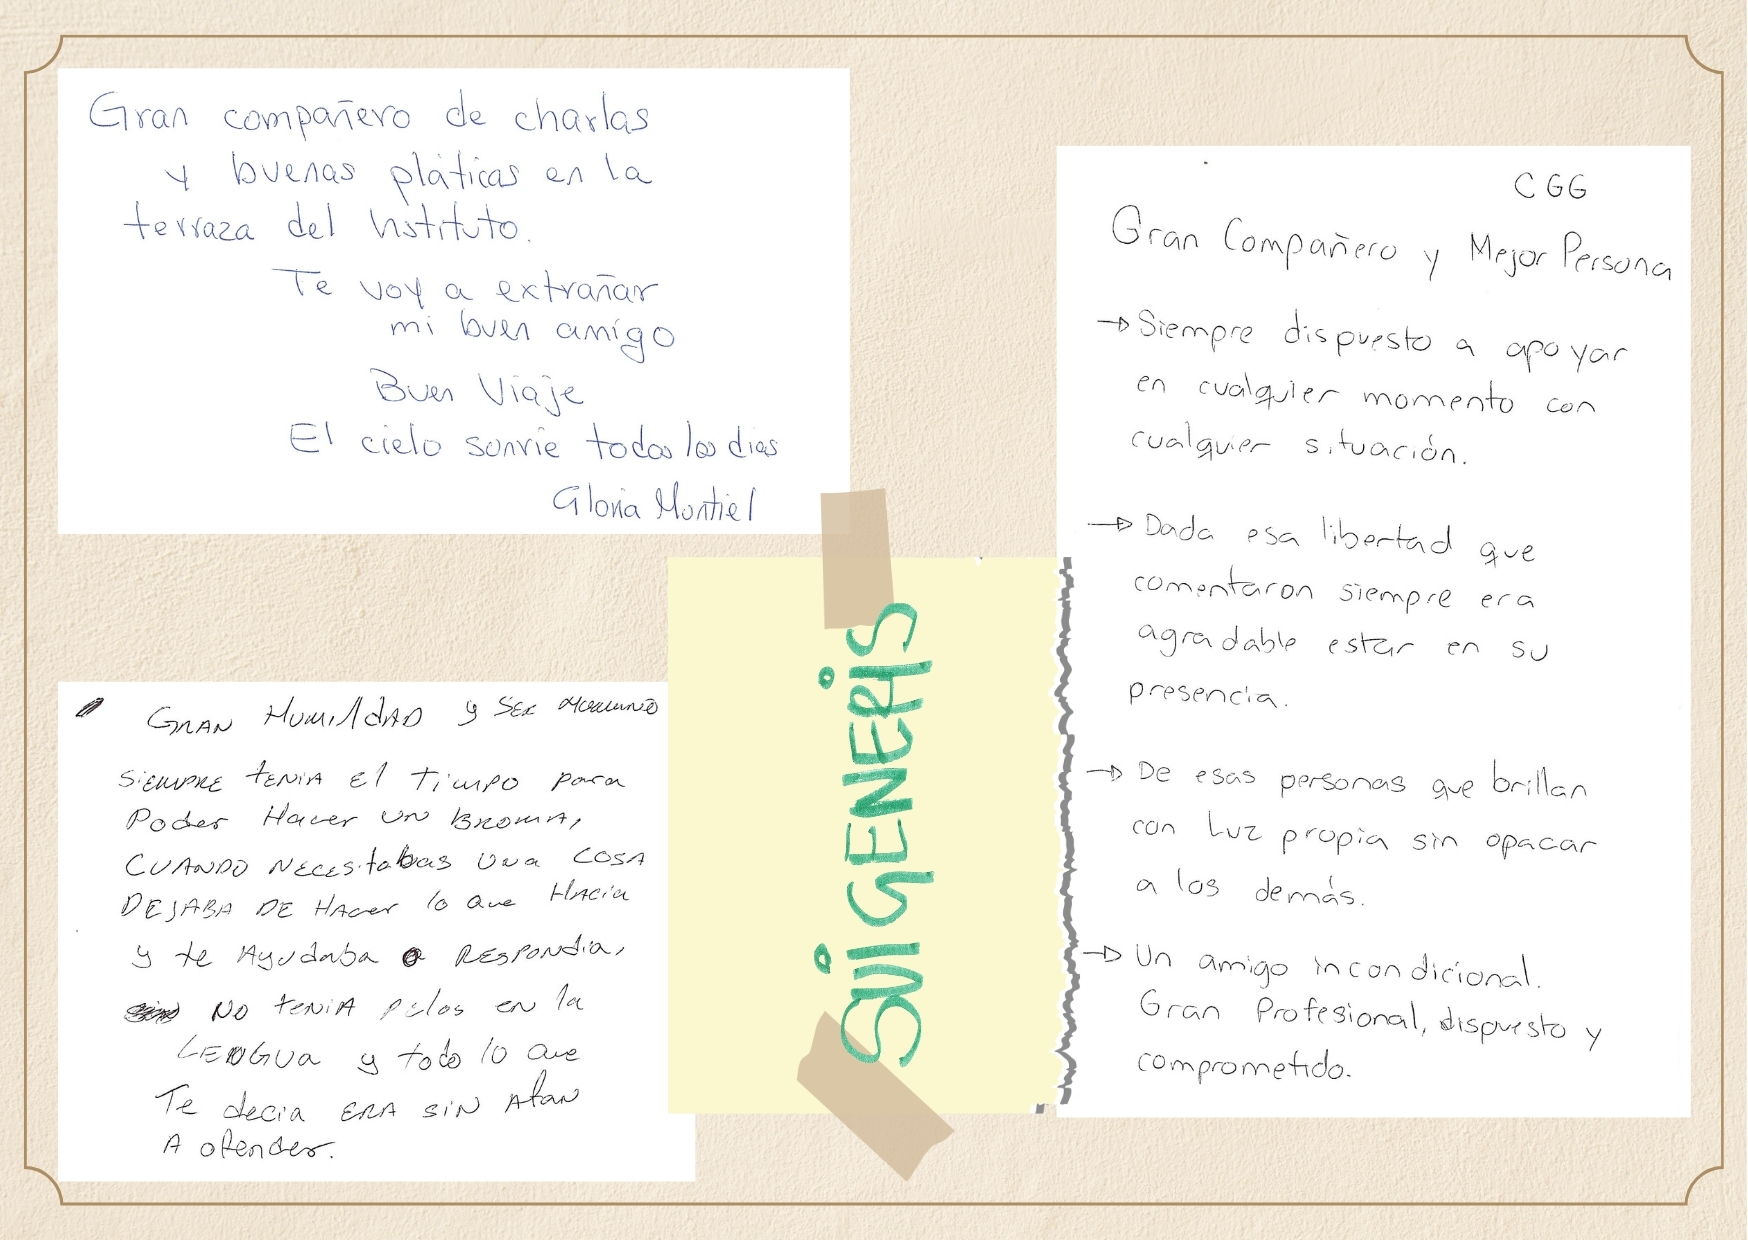 Gran compañero de charlas
y buenas pláticas en la
terraza del Instituto.
Te voy a extrañar
mi buen amigo
Buen Viaje
El cielo sonrie todos los dias
Gloria Montiel
GRAN HUMIldAD y SER HUMANO
SIEMPRE TENIA El TiEMPO para
PODER HACER UN BROMA,
CUANDO NECESITABAS UNA COSA
DEJABA DE HACER lo QUE HACIA
y te AyUdaba o RESPONDIA,
NO TENIA pelos en la
LENGUA y todo lo QUE
Te decia ERA SIN Afan
A ofender.
SUI GENERIS
CGG
Gran Compañero y Mejor Persona
→ Siempre dispuesto a apoyar
en cualquier momento con
cualquier situación.
→ Dada esa libertad que
comentaron siempre era
agradable estar en su
presencia.
→ De esas personas que brillan
con luz propia sin opacar
a los demás.
→ Un amigo incondicional.
Gran Profesional, dispuesto y
comprometido.